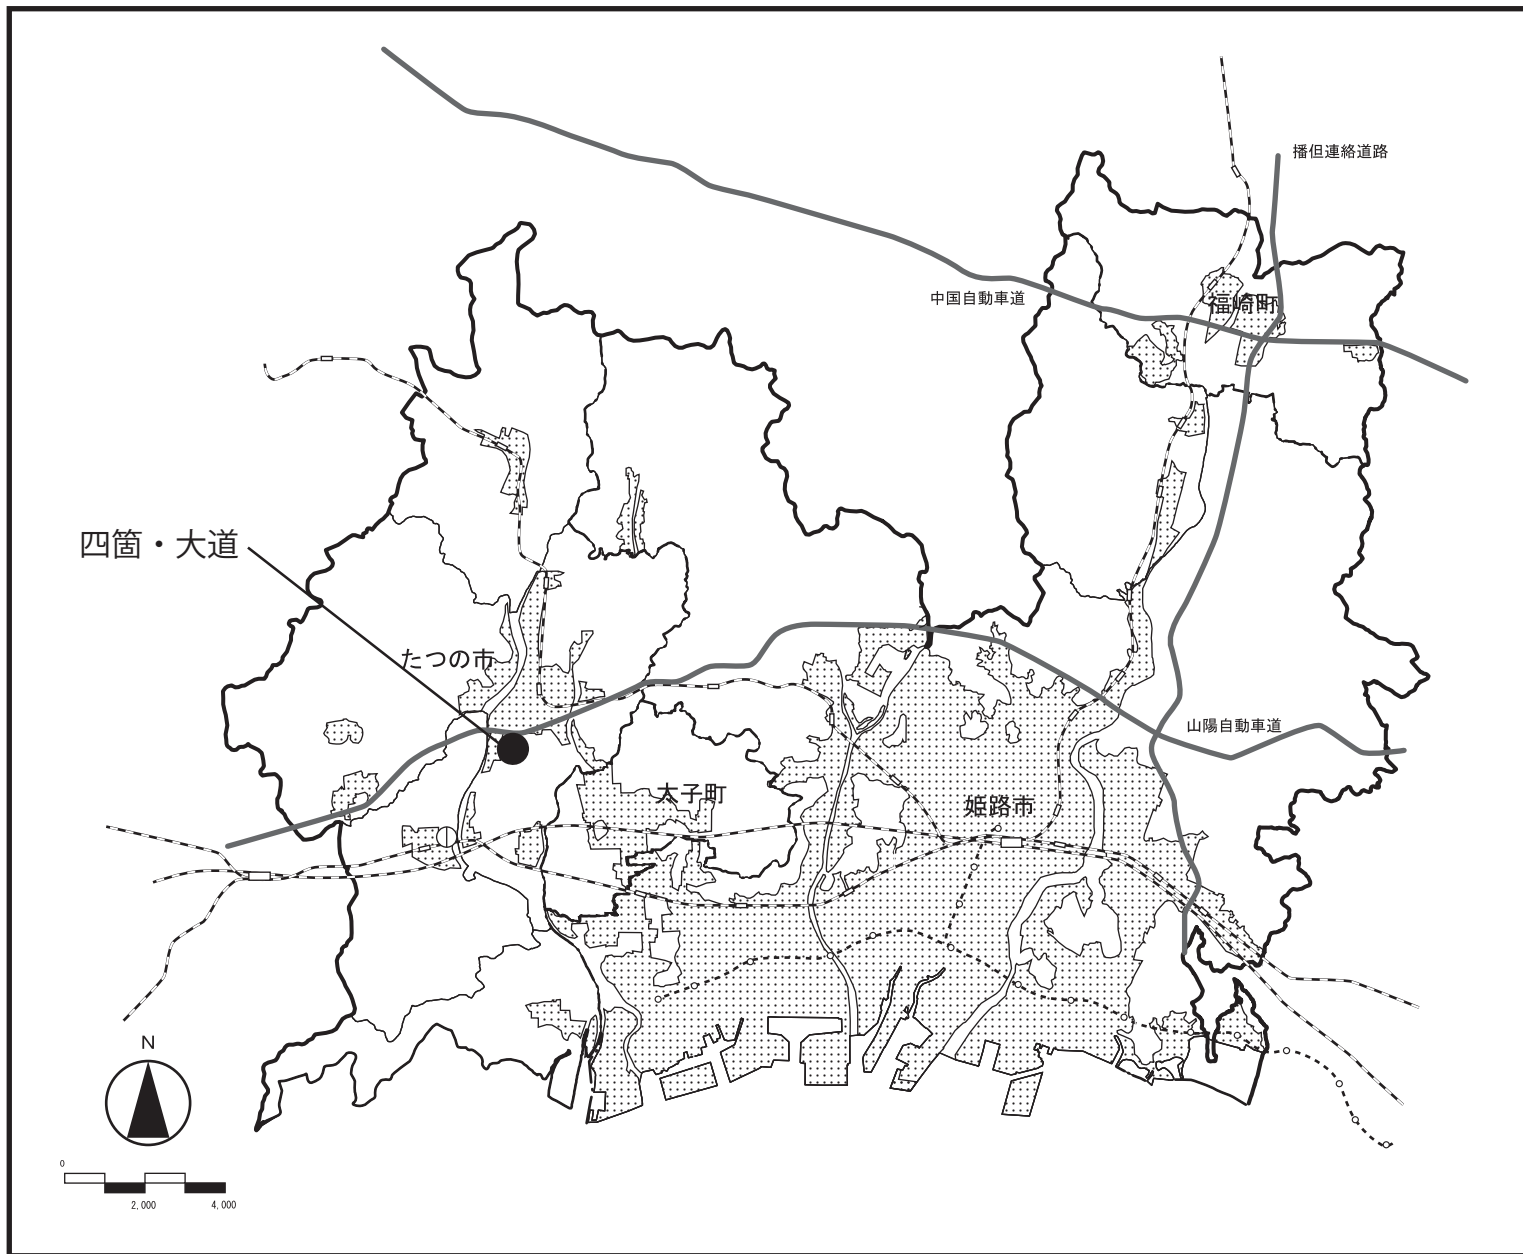 播但連絡道路
中国自動車道
福崎町
四箇・大道
たつの市
山陽自動車道
太子町
姫路市
N
0
2,000
4,000